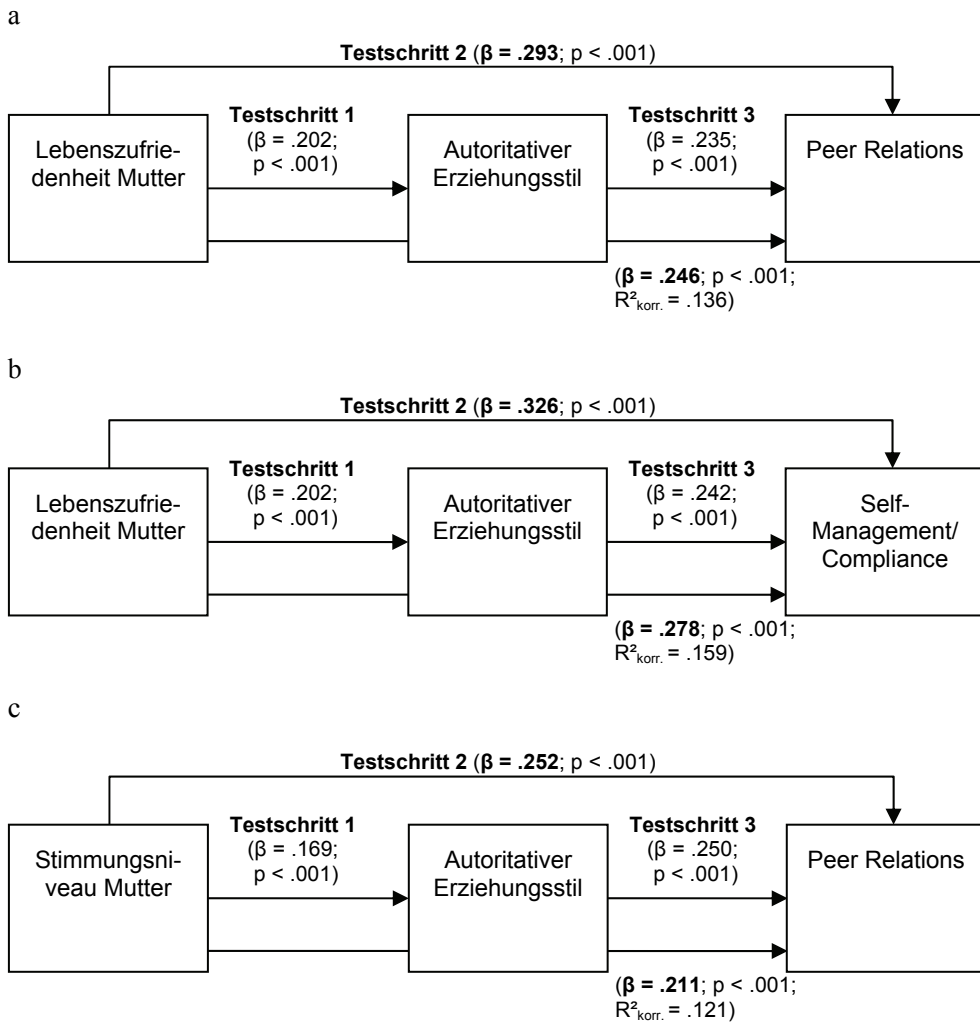 a
Testschritt 2 (β = .293; p < .001)
Lebenszufrie-
denheit Mutter
Testschritt 1
(β = .202;
p < .001)
Autoritativer
Erziehungsstil
Testschritt 3
(β = .235;
p < .001)
Peer Relations
(β = .246; p < .001;
R²korr. = .136)
b
Testschritt 2 (β = .326; p < .001)
Lebenszufrie-
denheit Mutter
Testschritt 1
(β = .202;
p < .001)
Autoritativer
Erziehungsstil
Testschritt 3
(β = .242;
p < .001)
Self-
Management/
Compliance
(β = .278; p < .001;
R²korr. = .159)
c
Testschritt 2 (β = .252; p < .001)
Stimmungsni-
veau Mutter
Testschritt 1
(β = .169;
p < .001)
Autoritativer
Erziehungsstil
Testschritt 3
(β = .250;
p < .001)
Peer Relations
(β = .211; p < .001;
R²korr. = .121)